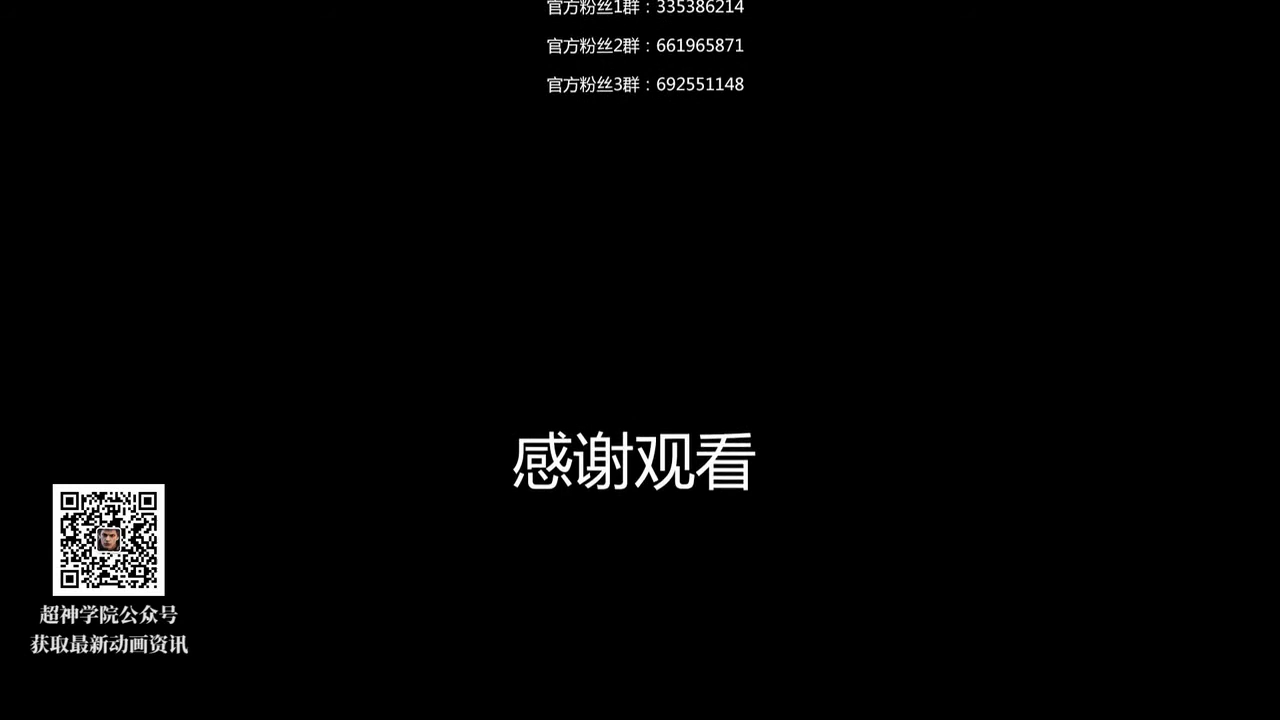 官方粉丝1群：335386214
官方粉丝2群：661965871
官方粉丝3群：692551148
感谢观看
超神学院公众号
获取最新动画资讯